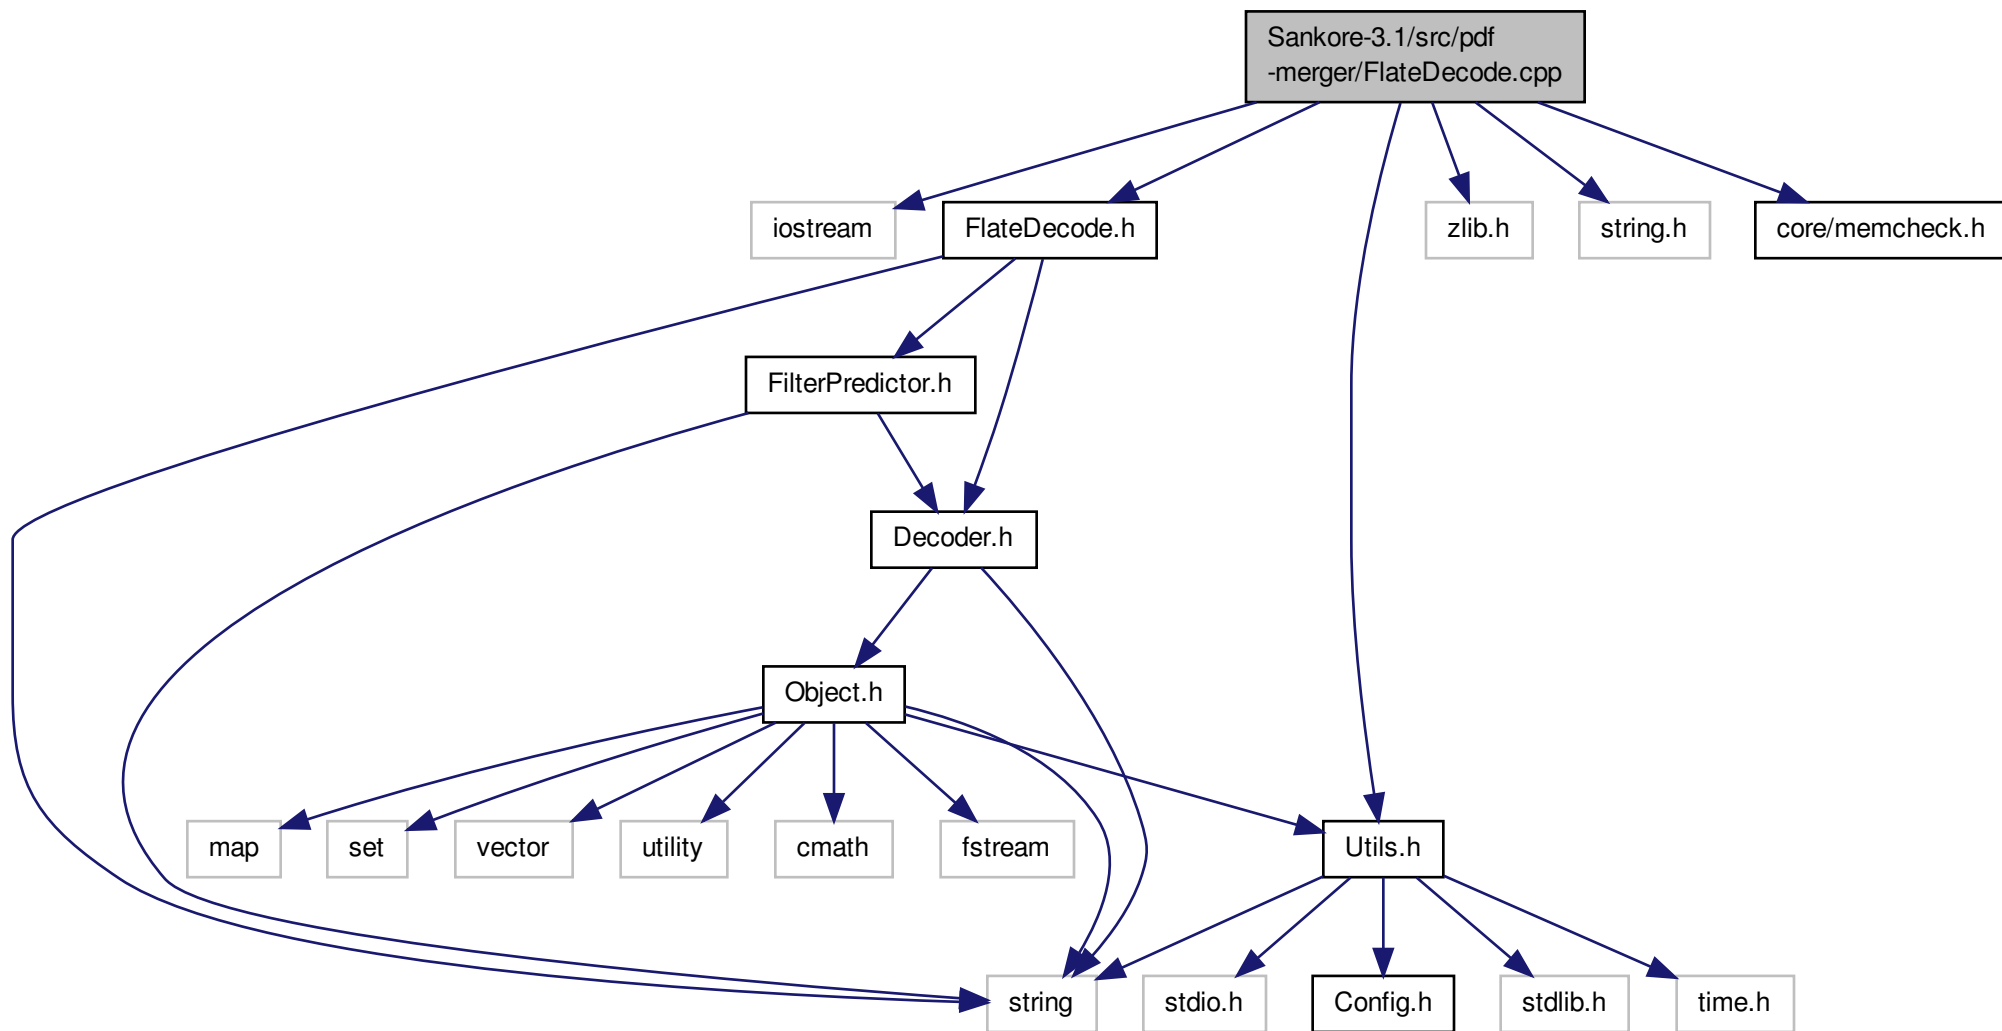 Sankore-3.1/src/pdf
-merger/FlateDecode.cpp
iostream
FlateDecode.h
zlib.h
string.h
core/memcheck.h
FilterPredictor.h
Decoder.h
Object.h
map
set
vector
utility
cmath
fstream
Utils.h
string
stdio.h
Config.h
stdlib.h
time.h